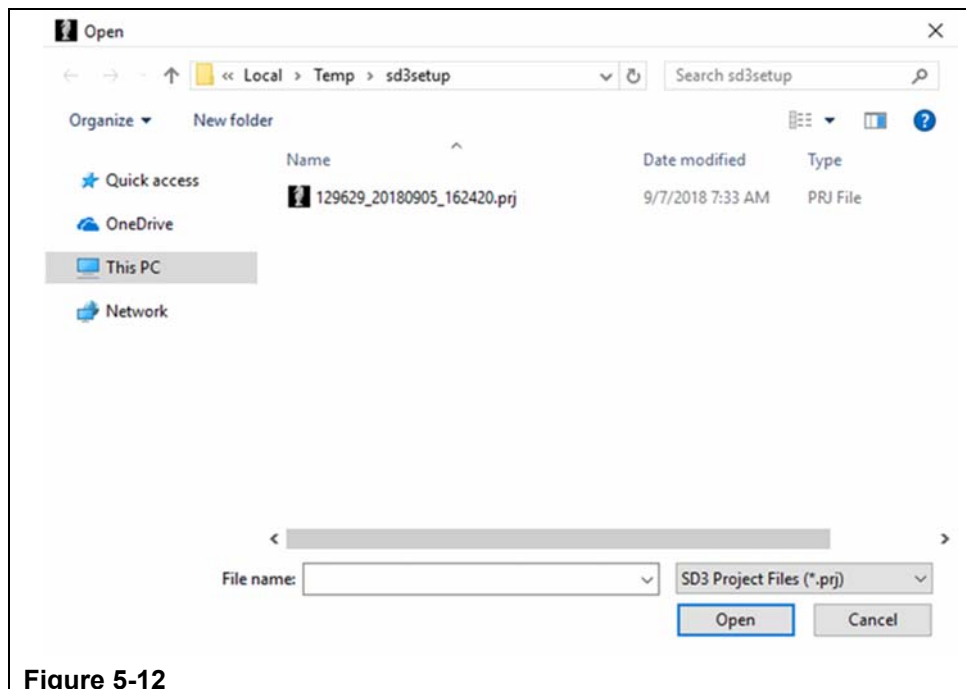 Open
« Local > Temp > sd3setup
Search sd3setup
Organize
New folder
Name
Date modified
Type
Quick access
129629_20180905_162420.prj
9/7/2018 7:33 AM
PRJ File
OneDrive
This PC
Network
File name:
SD3 Project Files (*.prj)
Open
Cancel
Figure 5-12